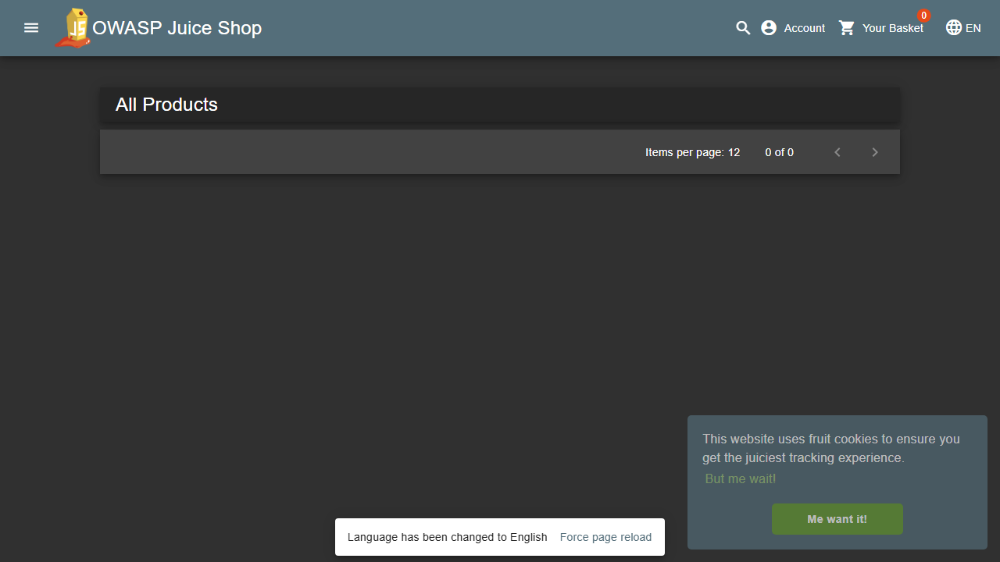 OWASP Juice Shop
Account
Your Basket
0
EN
All Products
Items per page: 12
0 of 0
This website uses fruit cookies to ensure you
get the juiciest tracking experience.
But me wait!
Me want it!
Language has been changed to English
Force page reload
JS